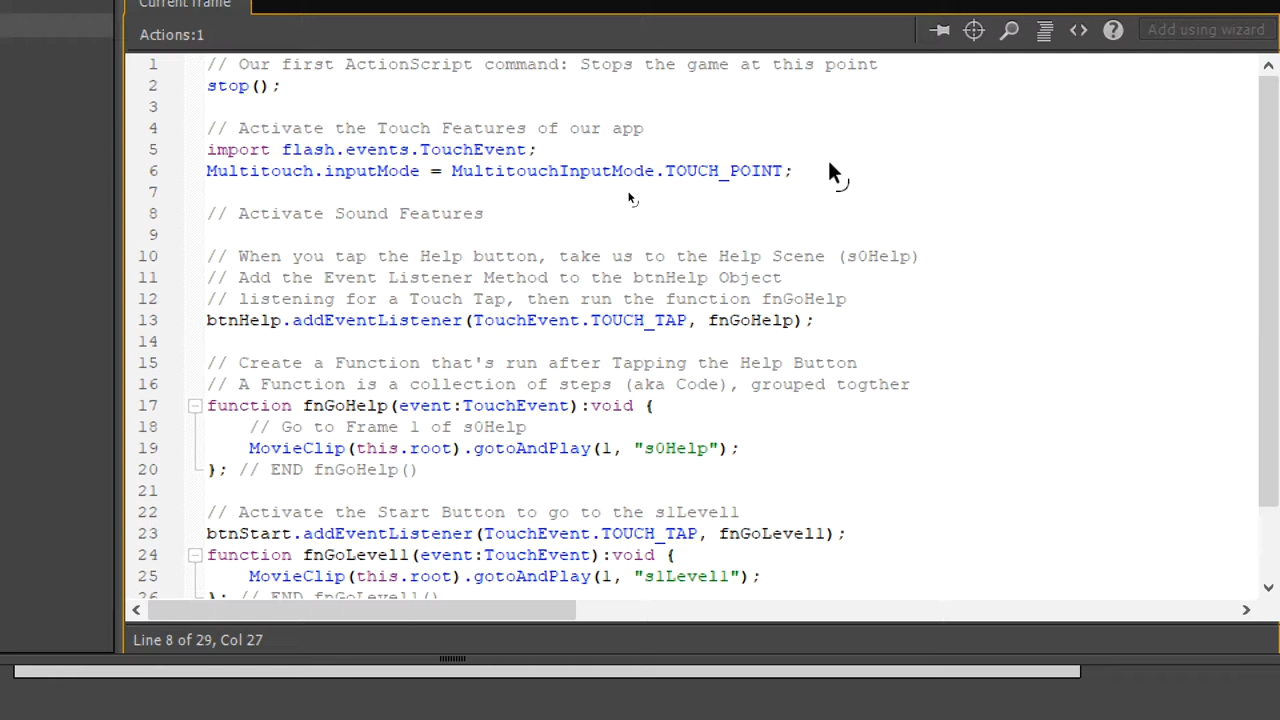 Current frame
Actions:1
Add using wizard
1 // Our first ActionScript command: Stops the game at this point
2 stop();
3
4 // Activate the Touch Features of our app
5 import flash.events.TouchEvent;
6 Multitouch.inputMode = MultitouchInputMode.TOUCH_POINT;
7
8 // Activate Sound Features
9
10 // When you tap the Help button, take us to the Help Scene (s0Help)
11 // Add the Event Listener Method to the btnHelp Object
12 // listening for a Touch Tap, then run the function fnGoHelp
13 btnHelp.addEventListener(TouchEvent.TOUCH_TAP, fnGoHelp);
14
15 // Create a Function that's run after Tapping the Help Button
16 // A Function is a collection of steps (aka Code), grouped togther
17 function fnGoHelp(event:TouchEvent):void {
18 // Go to Frame 1 of s0Help
19 MovieClip(this.root).gotoAndPlay(1, "s0Help");
20 }; // END fnGoHelp()
21
22 // Activate the Start Button to go to the s1Level1
23 btnStart.addEventListener(TouchEvent.TOUCH_TAP, fnGoLevel1);
24 function fnGoLevel1(event:TouchEvent):void {
25 MovieClip(this.root).gotoAndPlay(1, "s1Level1");
26 }; // END fnGoLevel1()
Line 8 of 29, Col 27